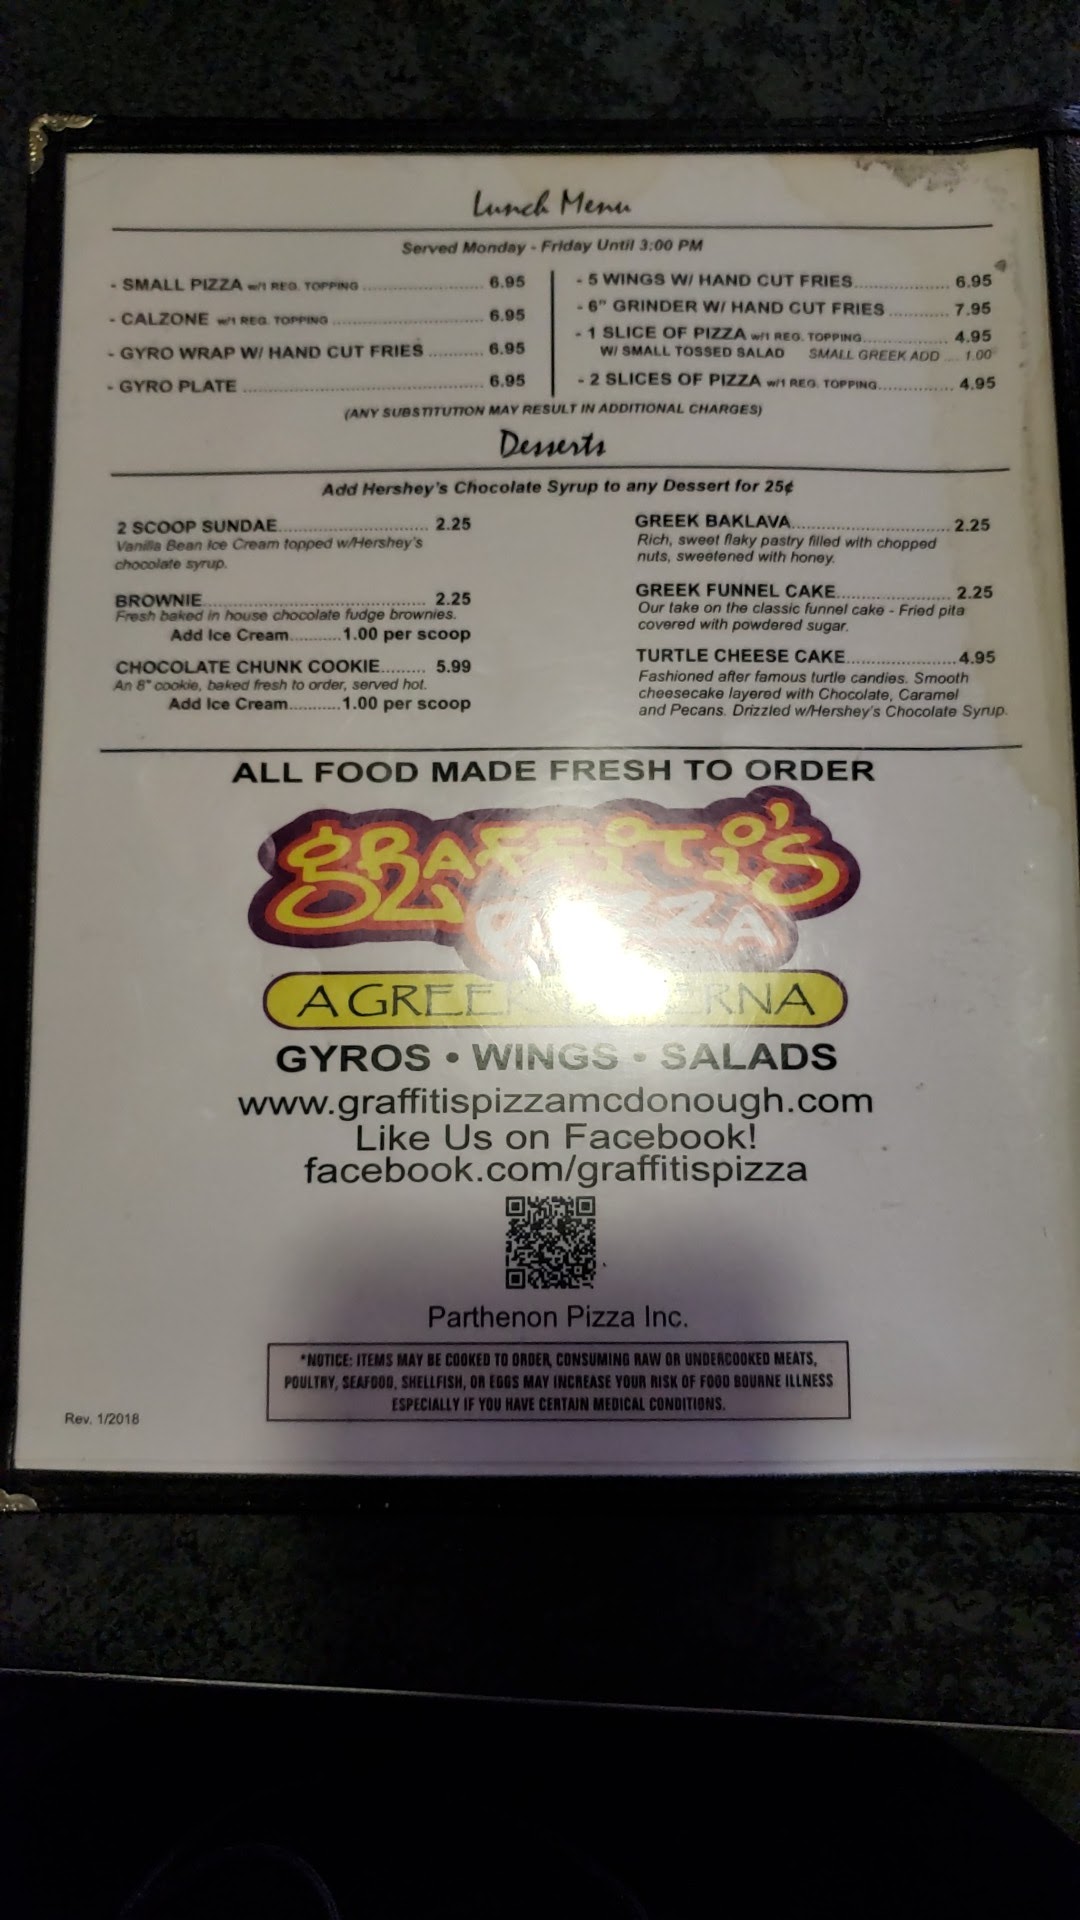 Lunch Menu
Served Monday - Friday Until 3:00 PM
- SMALL PIZZA w/1 REG. TOPPING 6.95
- CALZONE w/1 REG. TOPPING 6.95
- GYRO WRAP W/ HAND CUT FRIES 6.95
- GYRO PLATE 6.95
- 5 WINGS W/ HAND CUT FRIES 6.95
- 6" GRINDER W/ HAND CUT FRIES 7.95
- 1 SLICE OF PIZZA w/1 REG. TOPPING 4.95
W/ SMALL TOSSED SALAD SMALL GREEK ADD .... 1.00
- 2 SLICES OF PIZZA w/1 REG. TOPPING 4.95
(ANY SUBSTITUTION MAY RESULT IN ADDITIONAL CHARGES)
Desserts
Add Hershey's Chocolate Syrup to any Dessert for 25¢
2 SCOOP SUNDAE 2.25
Vanilla Bean Ice Cream topped w/Hershey's
chocolate syrup.
BROWNIE 2.25
Fresh baked in house chocolate fudge brownies.
Add Ice Cream 1.00 per scoop
CHOCOLATE CHUNK COOKIE 5.99
An 8" cookie, baked fresh to order, served hot.
Add Ice Cream 1.00 per scoop
GREEK BAKLAVA 2.25
Rich, sweet flaky pastry filled with chopped
nuts, sweetened with honey.
GREEK FUNNEL CAKE 2.25
Our take on the classic funnel cake - Fried pita
covered with powdered sugar.
TURTLE CHEESE CAKE 4.95
Fashioned after famous turtle candies. Smooth
cheesecake layered with Chocolate, Caramel
and Pecans. Drizzled w/Hershey's Chocolate Syrup.
ALL FOOD MADE FRESH TO ORDER
GRAFFITI'S
PIZZA
A GREEK TAVERNA
GYROS • WINGS • SALADS
www.graffitispizzamcdonough.com
Like Us on Facebook!
facebook.com/graffitispizza
Parthenon Pizza Inc.
*NOTICE: ITEMS MAY BE COOKED TO ORDER, CONSUMING RAW OR UNDERCOOKED MEATS,
POULTRY, SEAFOOD, SHELLFISH, OR EGGS MAY INCREASE YOUR RISK OF FOOD BOURNE ILLNESS
ESPECIALLY IF YOU HAVE CERTAIN MEDICAL CONDITIONS.
Rev. 1/2018